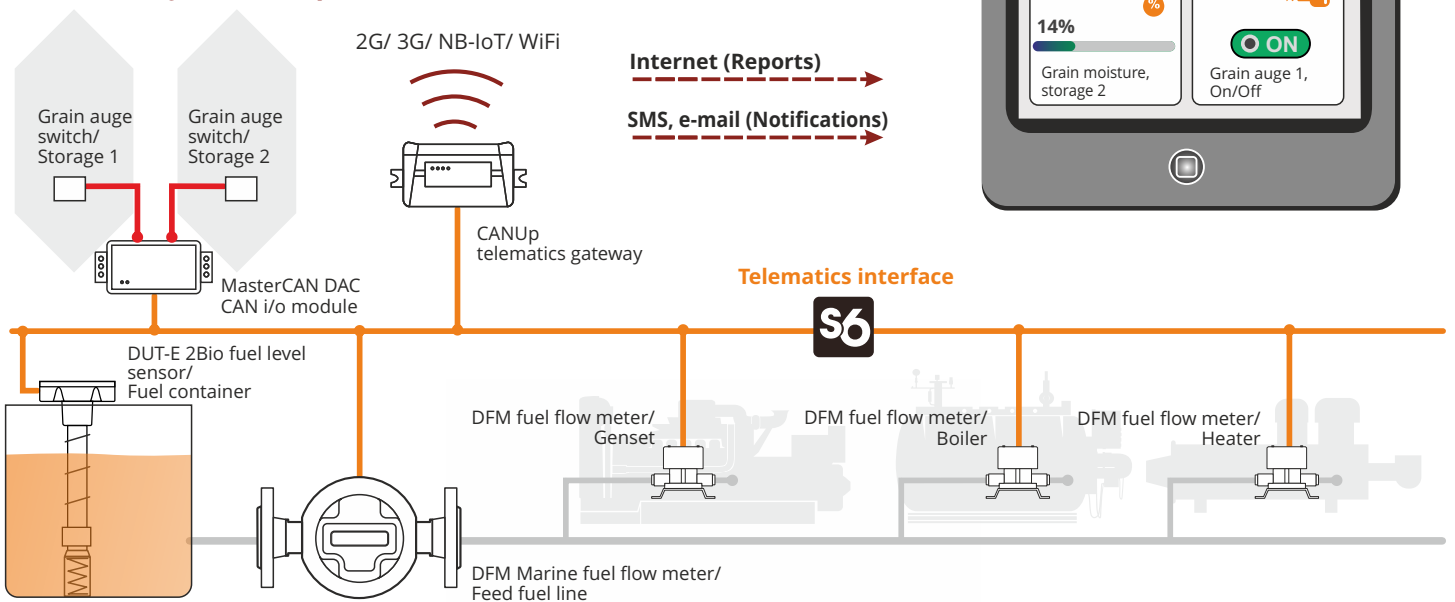 2G/ 3G/ NB-IoT/ WiFi
Internet (Reports)
SMS, e-mail (Notifications)
%
14%
Grain moisture,
storage 2
ON
Grain auge 1,
On/Off
Grain auge
switch/
Storage 1
Grain auge
switch/
Storage 2
CANUp
telematics gateway
MasterCAN DAC
CAN i/o module
Telematics interface
S6
DUT-E 2Bio fuel level
sensor/
Fuel container
DFM fuel flow meter/
Genset
DFM fuel flow meter/
Boiler
DFM fuel flow meter/
Heater
DFM Marine fuel flow meter/
Feed fuel line